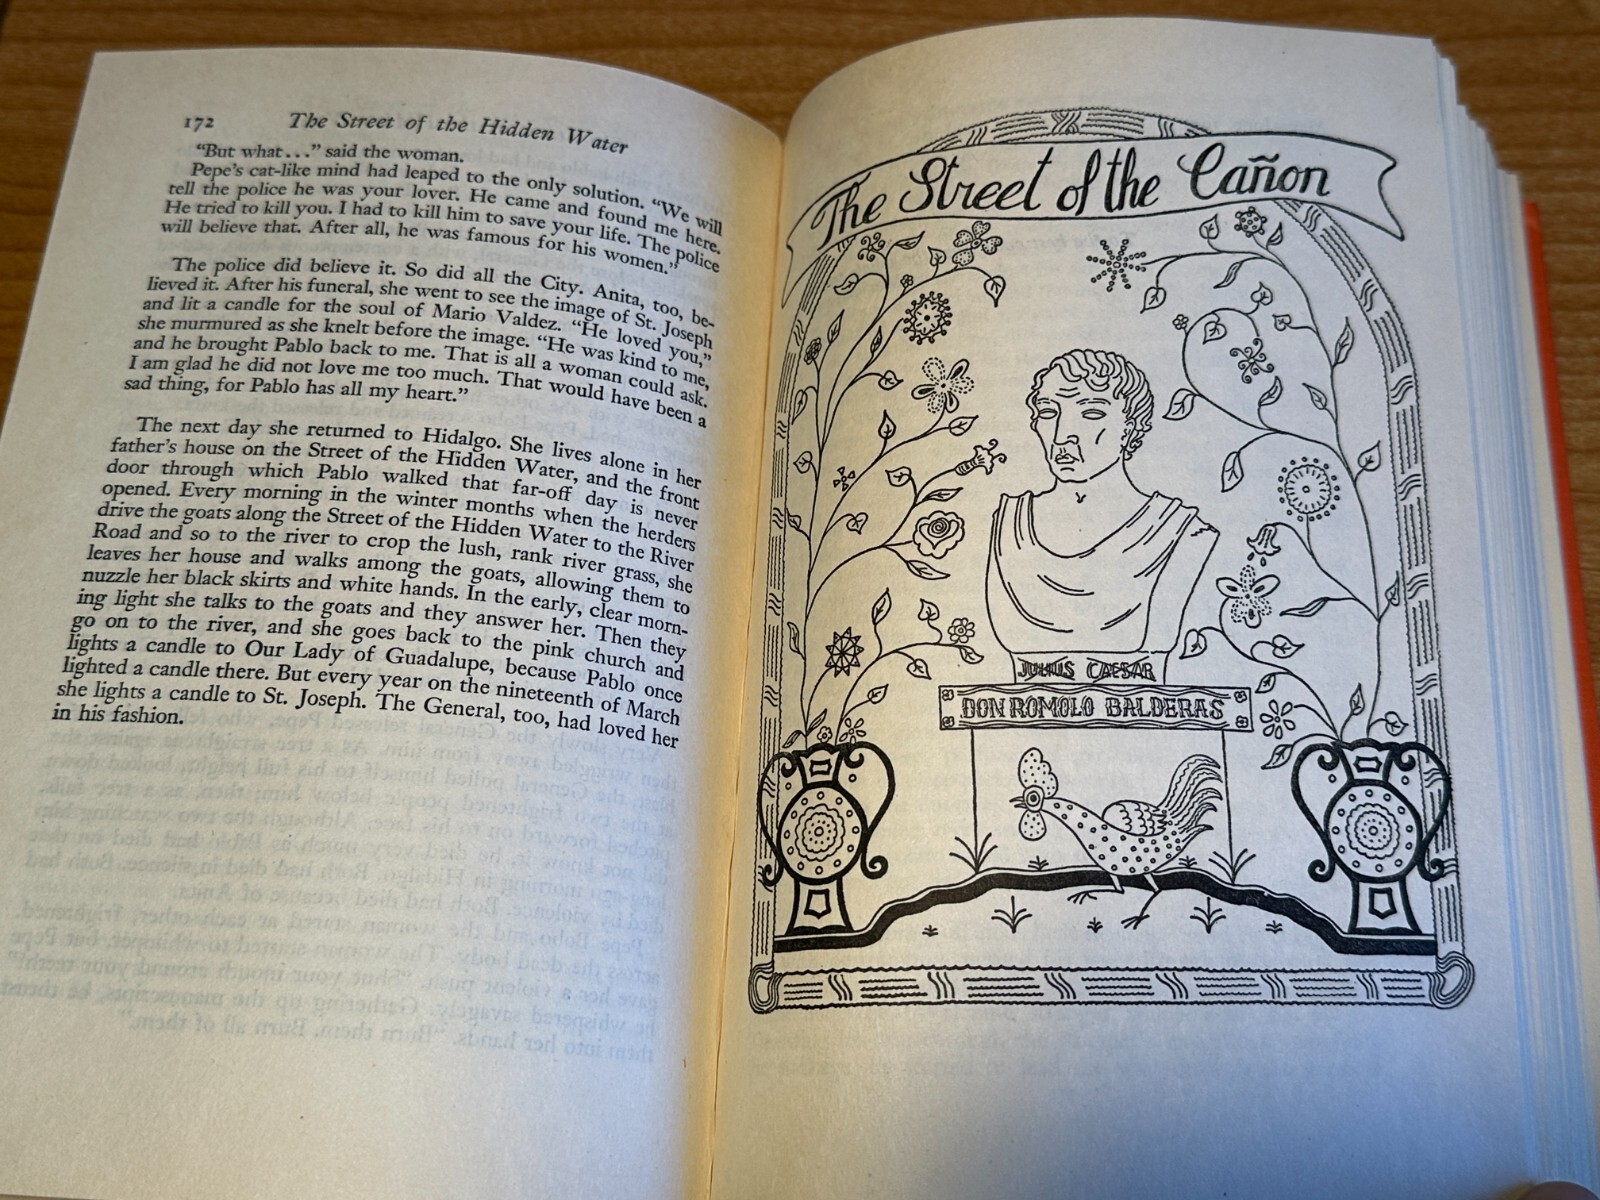 172 The Street of the Hidden Water
“But what...” said the woman.
Pepe’s cat-like mind had leaped to the only solution. “We will
tell the police he was your lover. He came and found me here.
He tried to kill you. I had to kill him to save your life. The police
will believe that. After all, he was famous for his women.”
The police did believe it. So did all the City. Anita, too, be-
lieved it. After his funeral, she went to see the image of St. Joseph
and lit a candle for the soul of Mario Valdez. “He loved you,”
she murmured as she knelt before the image. “He was kind to me,
and he brought Pablo back to me. That is all a woman could ask.
I am glad he did not love me too much. That would have been a
sad thing, for Pablo has all my heart.”
The next day she returned to Hidalgo. She lives alone in her
father’s house on the Street of the Hidden Water, and the front
door through which Pablo walked that far-off day is never
opened. Every morning in the winter months when the herders
drive the goats along the Street of the Hidden Water to the River
Road and so to the river to crop the lush, rank river grass, she
leaves her house and walks among the goats, allowing them to
nuzzle her black skirts and white hands. In the early, clear morn-
ing light she talks to the goats and they answer her. Then they
go on to the river, and she goes back to the pink church and
lights a candle to Our Lady of Guadalupe, because Pablo once
lighted a candle there. But every year on the nineteenth of March
she lights a candle to St. Joseph. The General, too, had loved her
in his fashion.
The Street of the Cañon
JULIUS CAESAR
DON ROMOLO BALDERAS